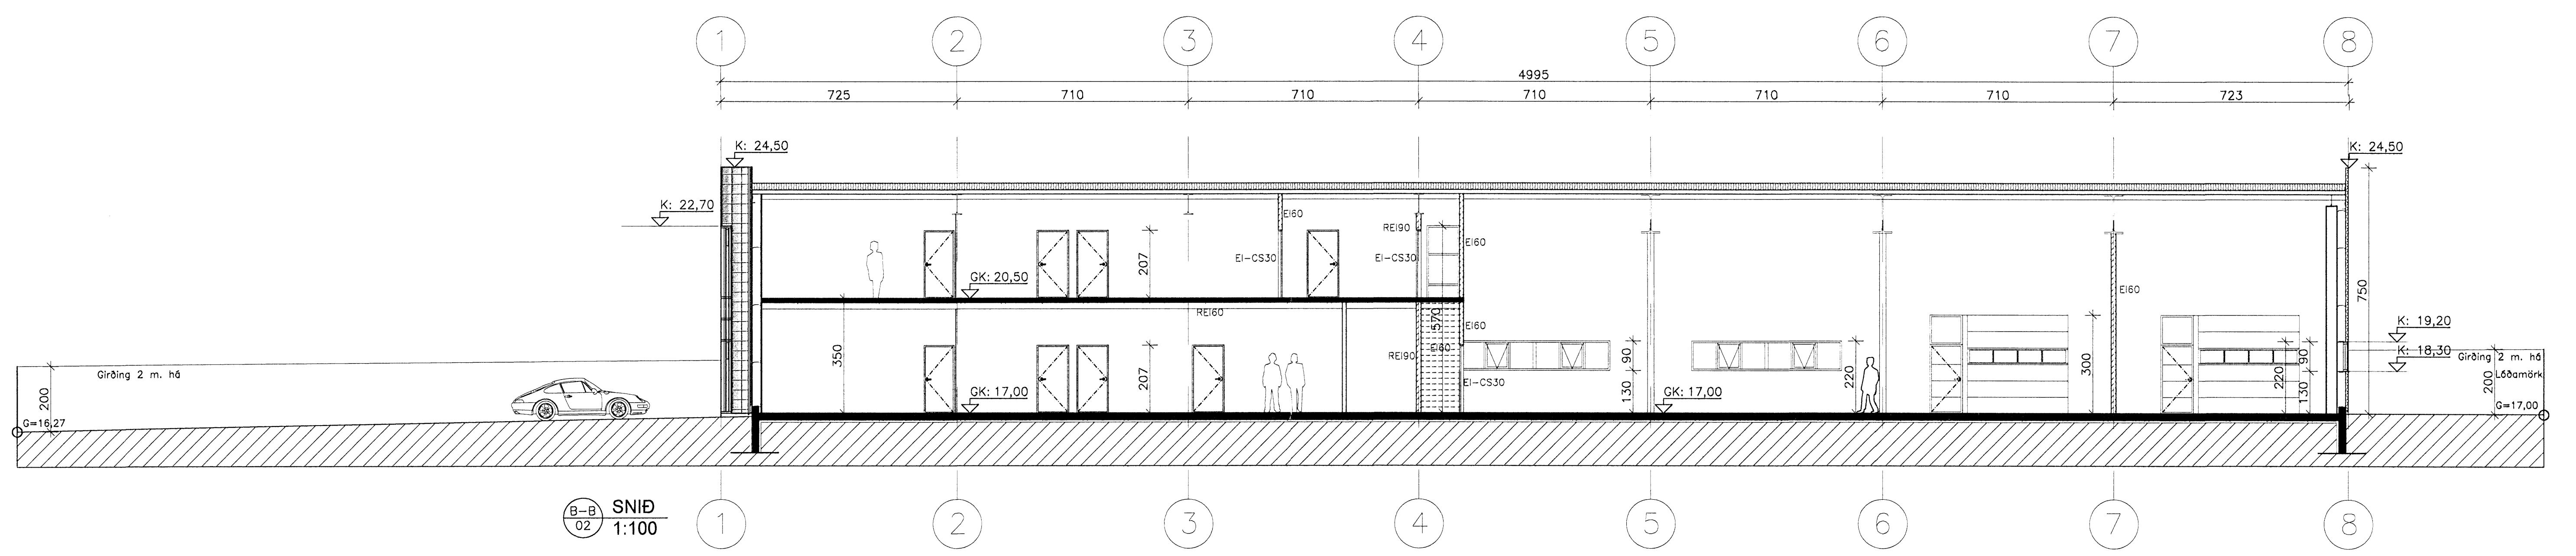 1 2 3 4 5 6 7 8
4995
725 710 710 710 710 710 723
K: 24,50
K: 24,50
K: 22,70
EI60
REI90
EI60
EI-CS30
EI-CS30
207
GK: 20,50
EI60
750
REI60
570
350
EI60
K: 19,20
EI60
REI90
90
90
K: 18,30
Girðing 2 m. há
Girðing 2 m. há
Lóðamörk
207
EI-CS30
130
220
300
220
130
200
200
GK: 17,00
GK: 17,00
G=16,27
G=17,00
B-B
02
SNIÐ
1:100
1 2 3 4 5 6 7 8